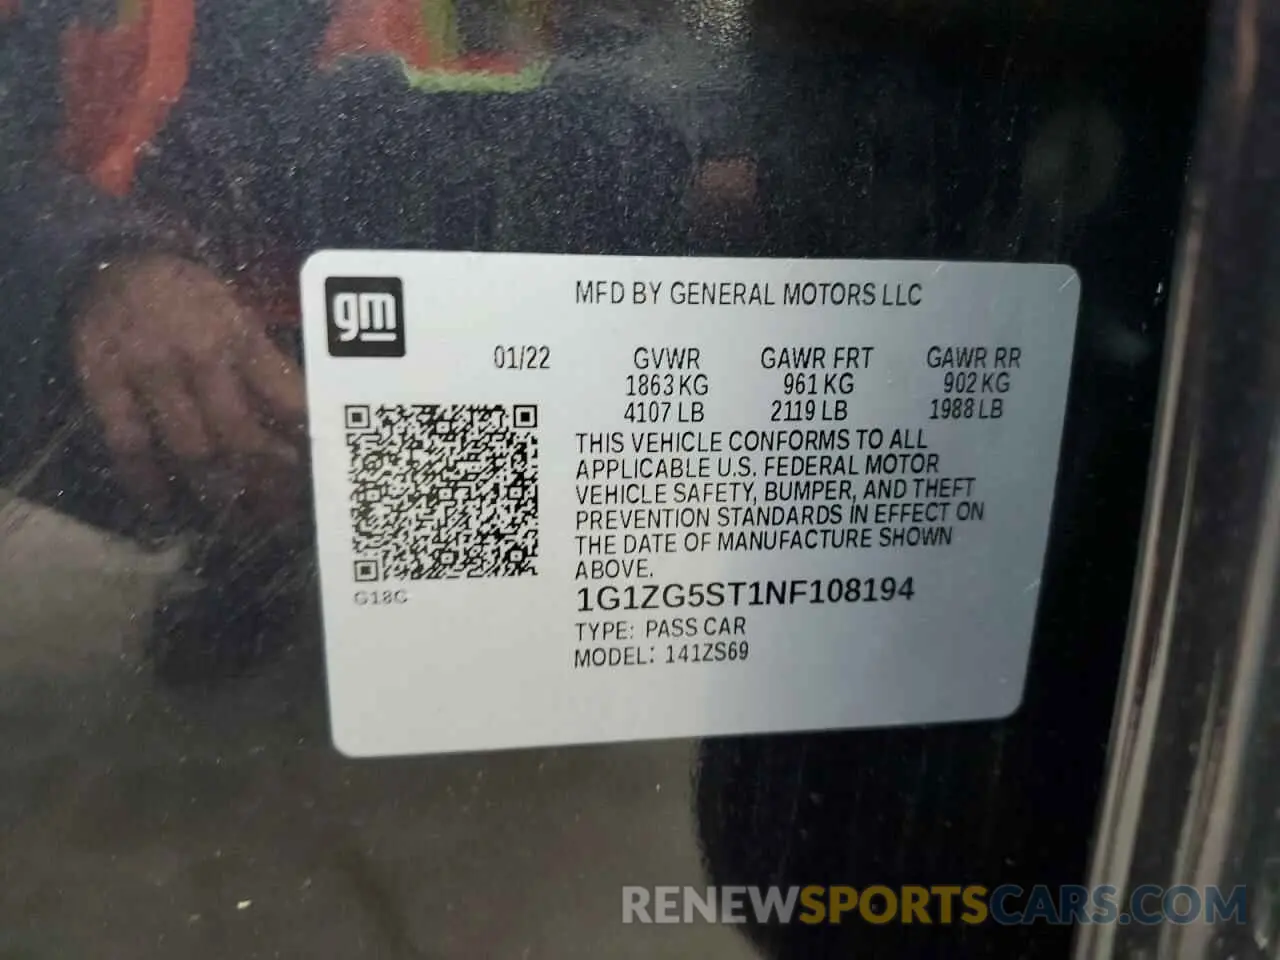 gm
MFD BY GENERAL MOTORS LLC
01/22 GVWR GAWR FRT GAWR RR
1863 KG 961 KG 902 KG
4107 LB 2119 LB 1988 LB
THIS VEHICLE CONFORMS TO ALL
APPLICABLE U.S. FEDERAL MOTOR
VEHICLE SAFETY, BUMPER, AND THEFT
PREVENTION STANDARDS IN EFFECT ON
THE DATE OF MANUFACTURE SHOWN
ABOVE.
G18C
1G1ZG5ST1NF108194
TYPE: PASS CAR
MODEL: 141ZS69
RENEWSPORTSCARS.COM